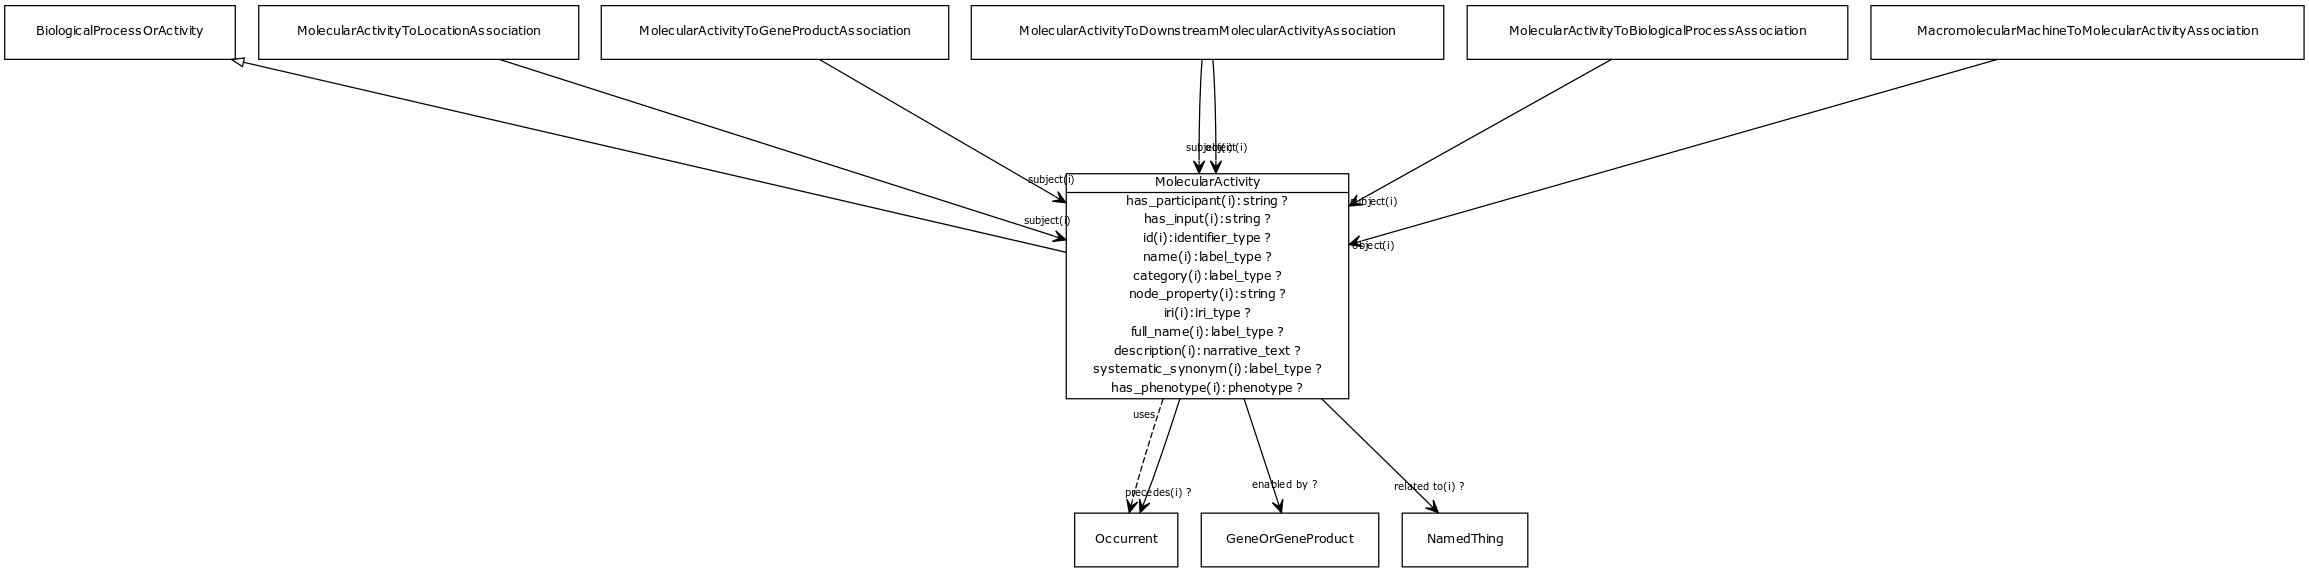 BiologicalProcessOrActivity
MolecularActivityToLocationAssociation
MolecularActivityToGeneProductAssociation
MolecularActivityToDownstreamMolecularActivityAssociation
MolecularActivityToBiologicalProcessAssociation
MacromolecularMachineToMolecularActivityAssociation
subject(i)
object(i)
subject(i)
subject(i)
subject(i)
object(i)
MolecularActivity
has_participant(i):string ?
has_input(i):string ?
id(i):identifier_type ?
name(i):label_type ?
category(i):label_type ?
node_property(i):string ?
iri(i):iri_type ?
full_name(i):label_type ?
description(i):narrative_text ?
systematic_synonym(i):label_type ?
has_phenotype(i):phenotype ?
uses
precedes(i) ?
enabled by ?
related to(i) ?
Occurrent
GeneOrGeneProduct
NamedThing